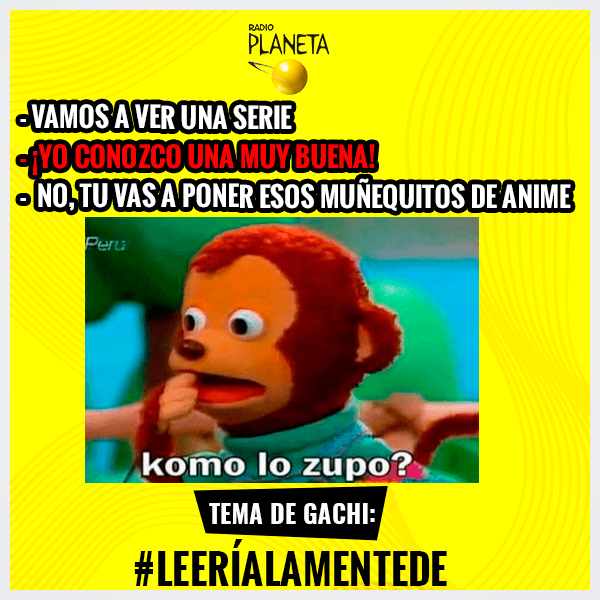 RADIO
PLANETA
- VAMOS A VER UNA SERIE
- ¡YO CONOZCO UNA MUY BUENA!
- NO, TU VAS A PONER ESOS MUÑEQUITOS DE ANIME
Peru
komo lo zupo?
TEMA DE GACHI:
#LEERÍALAMENTEDE